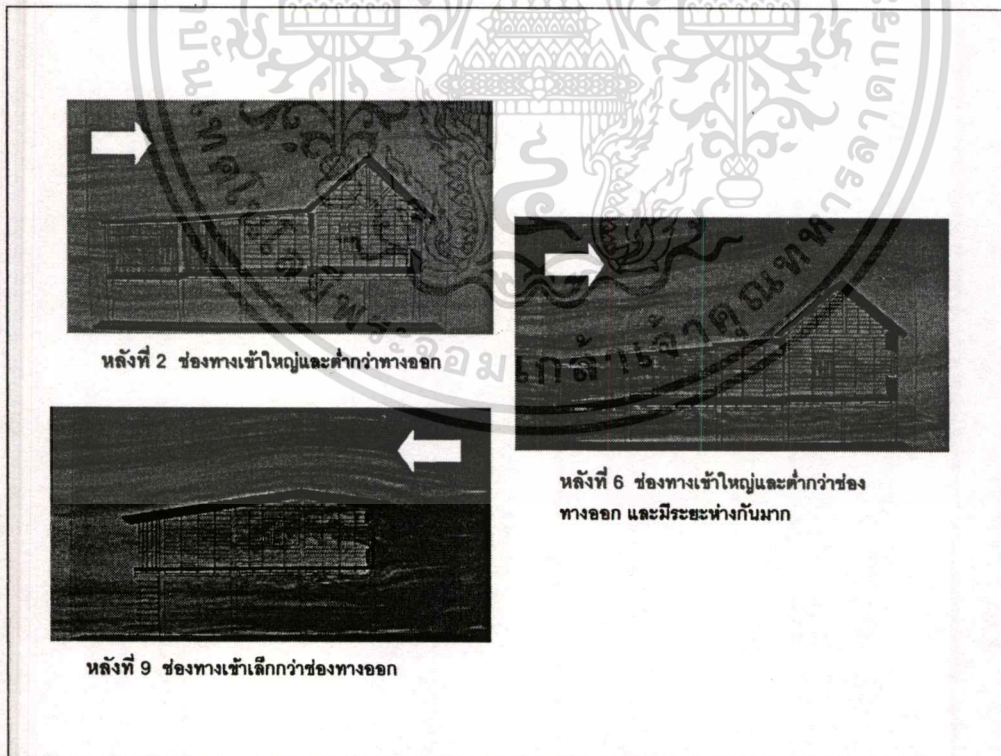 หลังที่ 2 ช่องทางเข้าใหญ่และต่ำกว่าทางออก
หลังที่ 6 ช่องทางเข้าใหญ่และต่ำกว่าช่อง
ทางออก และมีระยะห่างกันมาก
หลังที่ 9 ช่องทางเข้าเล็กกว่าช่องทางออก